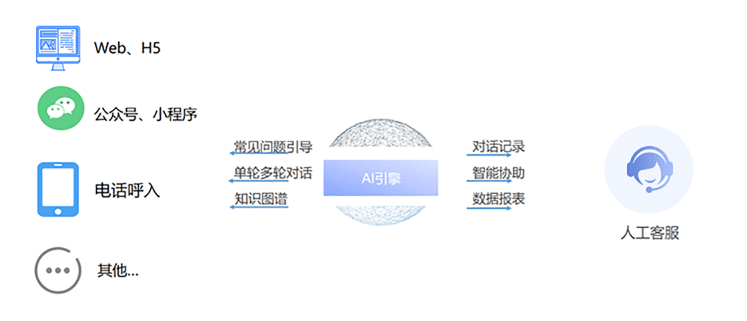 Web、H5
公众号、小程序
电话呼入
其他...
常见问题引导
单轮多轮对话
知识图谱
AI引擎
对话记录
智能协助
数据报表
人工客服